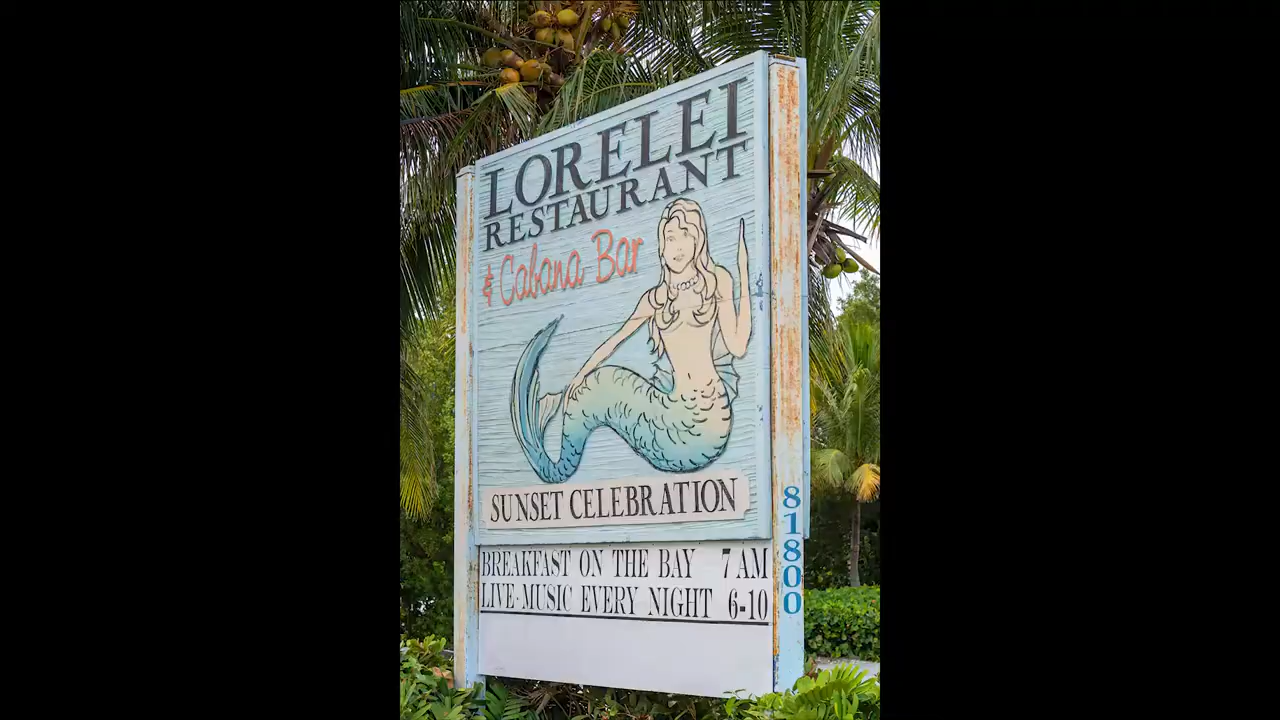 LORELEI
RESTAURANT
& Cabana Bar
SUNSET CELEBRATION
BREAKFAST ON THE BAY 7 AM
LIVE-MUSIC EVERY NIGHT 6-10
81800